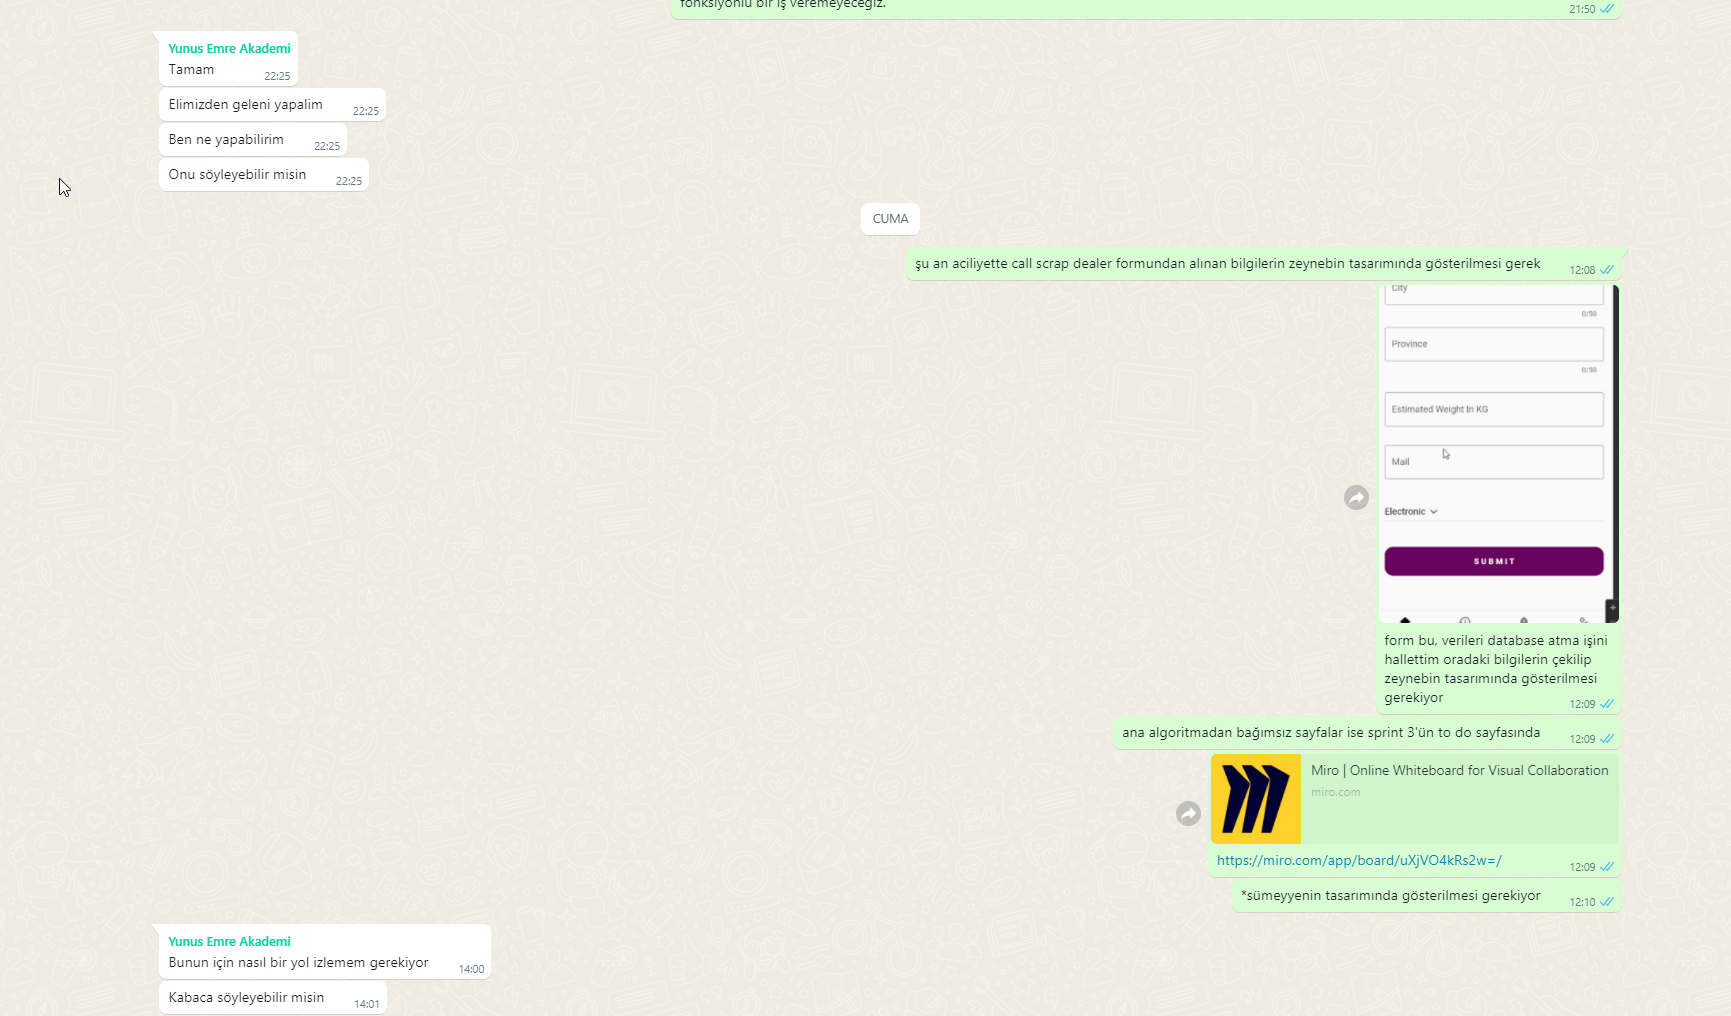 fonksiyonlu bir iş veremeyeceğiz.
21:50
Yunus Emre Akademi
Tamam
22:25
Elimizden geleni yapalim
22:25
Ben ne yapabilirim
22:25
Onu söyleyebilir misin
22:25
CUMA
şu an aciliyette call scrap dealer formundan alınan bilgilerin zeynebin tasarımında gösterilmesi gerek
12:08
City
0/50
Province
0/50
Estimated Weight In KG
Mail
Electronic
SUBMIT
form bu, verileri database atma işini
hallettim oradaki bilgilerin çekilip
zeynebin tasarımında gösterilmesi
gerekiyor
12:09
ana algoritmadan bağımsız sayfalar ise sprint 3'ün to do sayfasında
12:09
Miro | Online Whiteboard for Visual Collaboration
miro.com
https://miro.com/app/board/uXjVO4kRs2w=/
12:09
*sümeyyenin tasarımında gösterilmesi gerekiyor
12:10
Yunus Emre Akademi
Bunun için nasıl bir yol izlemem gerekiyor
14:00
Kabaca söyleyebilir misin
14:01